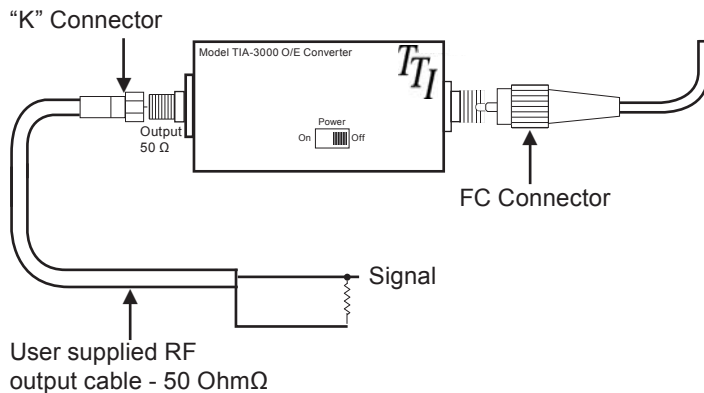 “K” Connector
Model TIA-3000 O/E Converter
TTI
Output
50 Ω
Power
On Off
FC Connector
Signal
User supplied RF
output cable - 50 OhmΩ